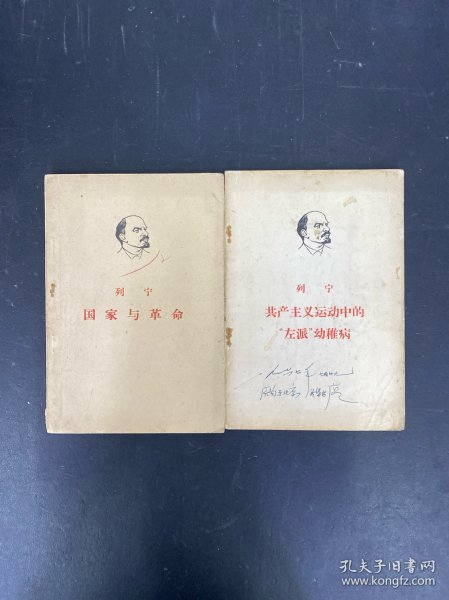 列宁
国家与革命
列宁
共产主义运动中的
“左派”幼稚病
孔夫子旧书网
www.kongfz.com